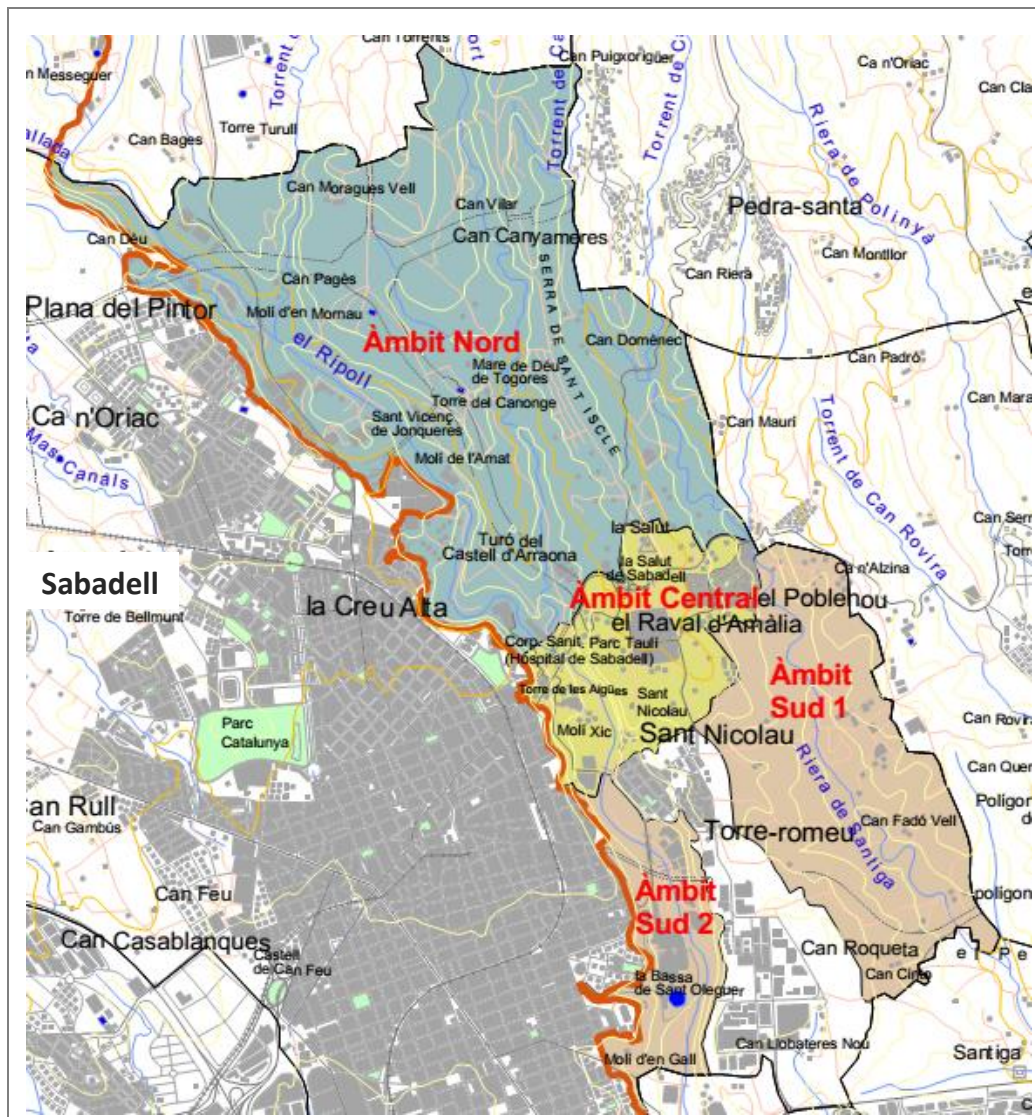 Can Torrents
Can Puigxoriguer
Ca n'Oriac
n Messeguer
Can Cla
Torrent de Ca
Riera de Polinyà
allada
Can Bages
Torre Turull
Can Moragues Vell
Can Vilar
Pedra-santa
Can Canyameres
Can Déu
Can Montllor
Can Riera
Can Pagès
SERRA DE SANT ISCLE
Plana del Pintor
Molí d'en Mornau
el Ripoll
Àmbit Nord
Can Domènec
Can Padró
Mare de Déu
de Togores
Torre del Canonge
Can Mara
Ca n'Oriac
Sant Vicenç
de Jonqueres
Can Maurí
Torrent de Can Rovira
Mas Canals
Molí de l'Amat
Can Serr
la Salut
Turó del
Castell d'Arraona
Torre
la Salut
de Sabadell
Ca n'Alzina
Sabadell
Àmbit Central
el Poblenou
la Creu Alta
Torre de Bellmunt
el Raval d'Amàlia
Corp. Sanit. Parc Taulí
(Hospital de Sabadell)
Àmbit
Sud 1
Torre de les Aigües
Sant
Nicolau
Can Rovira
Parc
Catalunya
Molí Xic
Sant Nicolau
Can Quer
Riera de Santiga
an Rull
Can Gambús
Polígon
Can Fadó Vell
Torre-romeu
Can Feu
Àmbit
Sud 2
polígon
Can Casablanques
Castell
de Can Feu
Can Roqueta
el Pe
Can Cinto
la Bassa
de Sant Oleguer
Can Llobateres Nou
Molí d'en Gall
Santiga